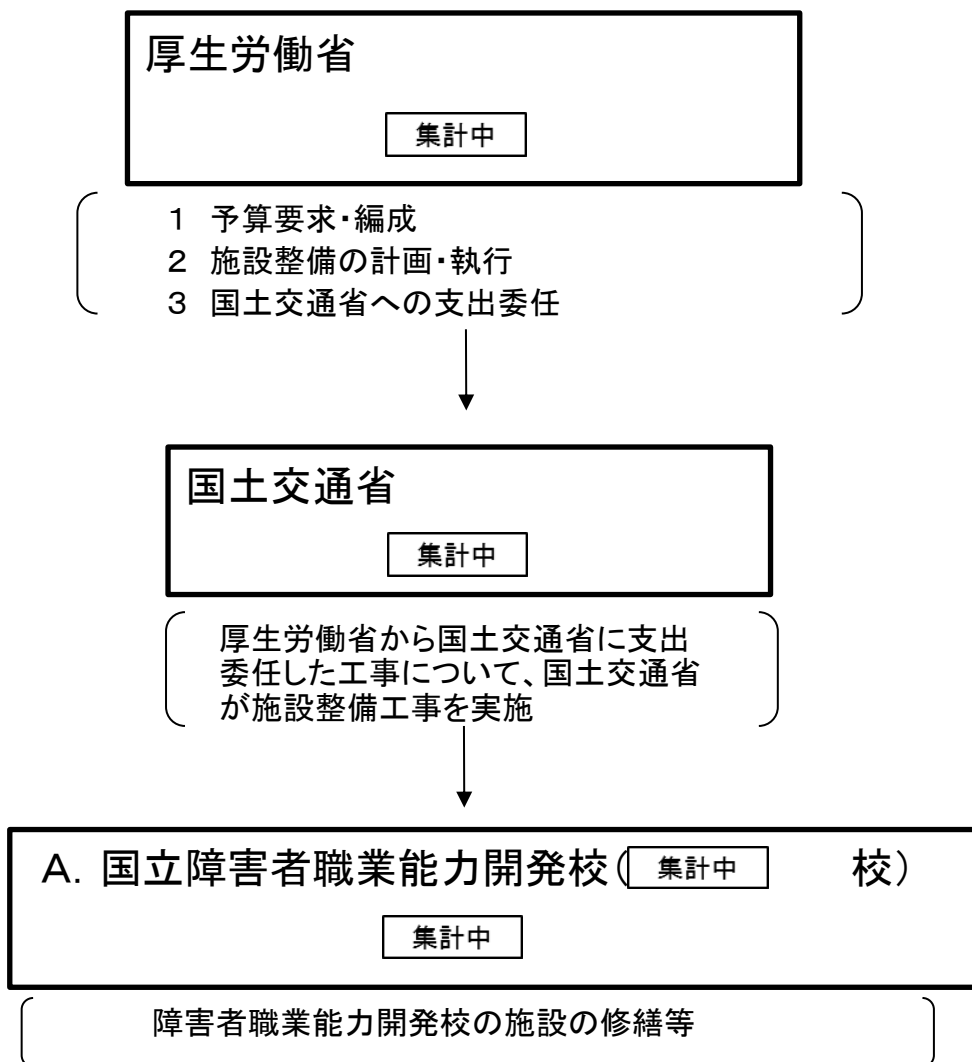 厚生労働省
集計中
１　予算要求・編成
２　施設整備の計画・執行
３　国土交通省への支出委任
国土交通省
集計中
厚生労働省から国土交通省に支出
委任した工事について、国土交通省
が施設整備工事を実施
A．国立障害者職業能力開発校（集計中　校）
集計中
障害者職業能力開発校の施設の修繕等